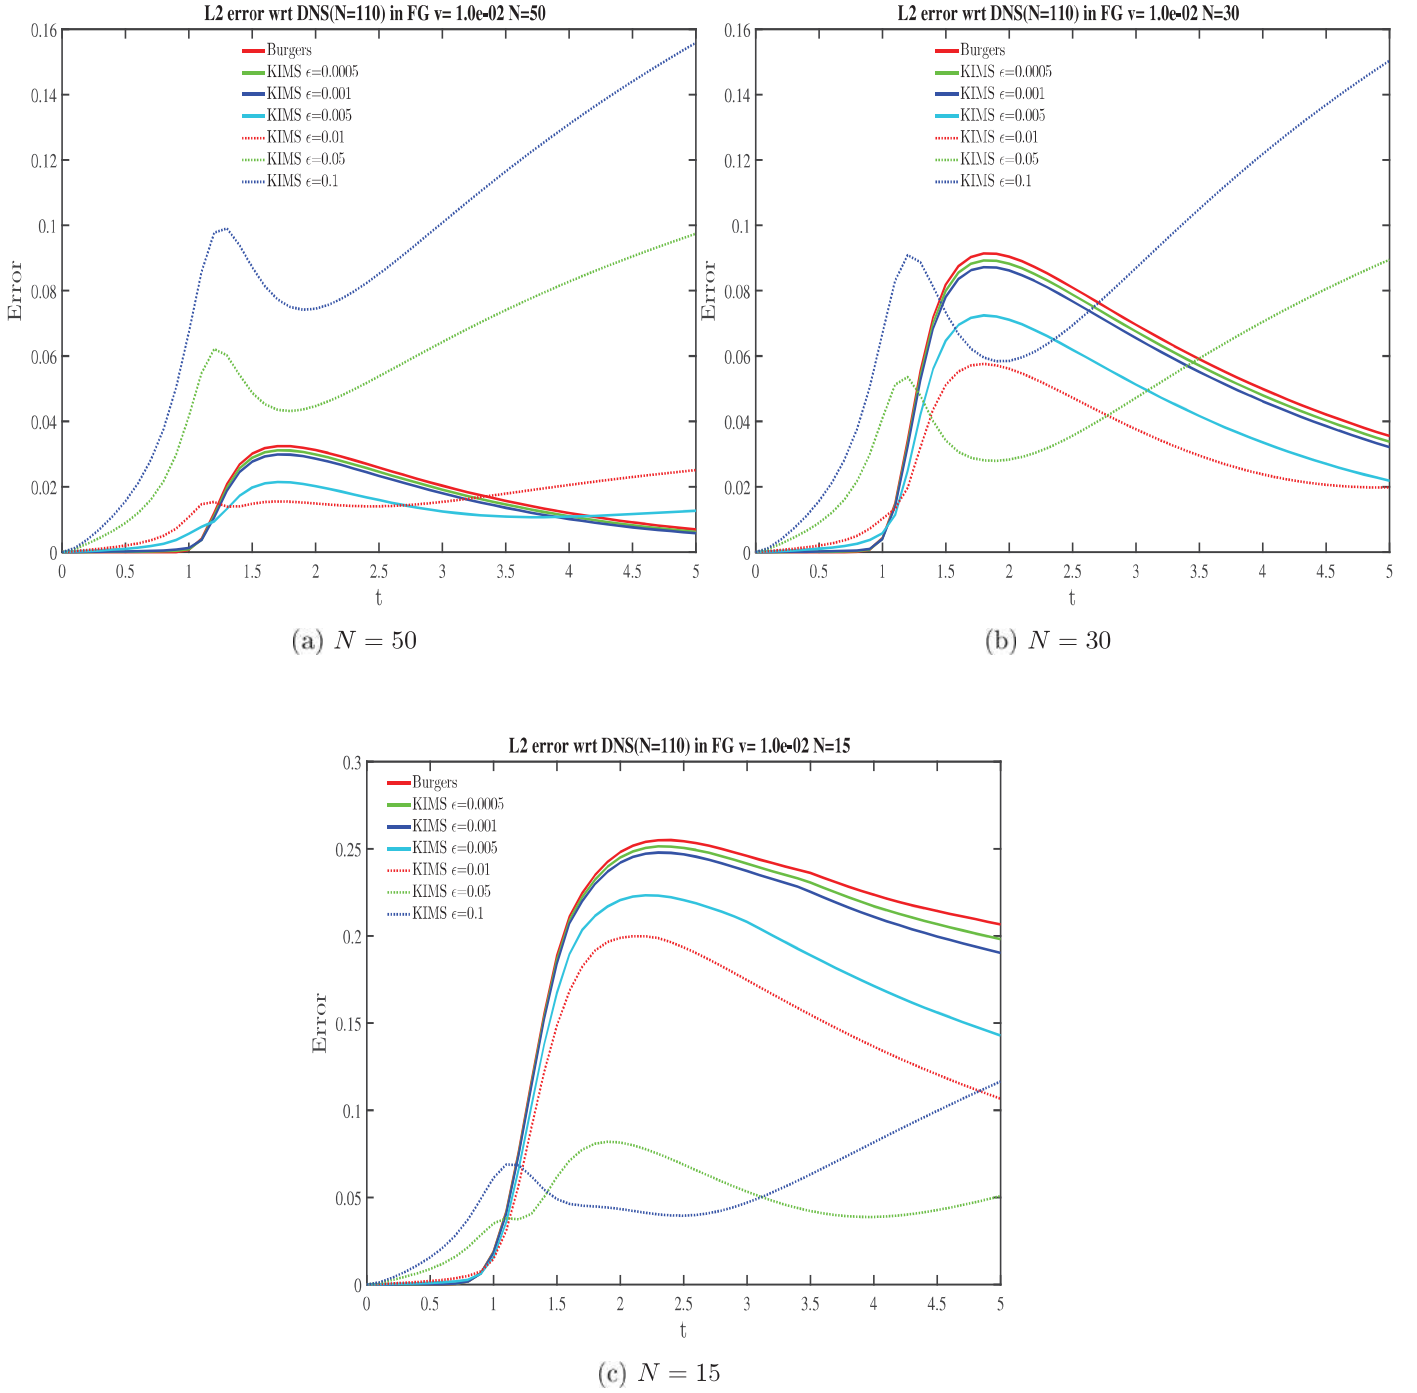 L2 error wrt DNS(N=110) in FG v= 1.0e-02 N=50
0.16
0.14
0.12
0.1
0.08
0.06
0.04
0.02
0
Error
Burgers
KIMS ϵ=0.0005
KIMS ϵ=0.001
KIMS ϵ=0.005
KIMS ϵ=0.01
KIMS ϵ=0.05
KIMS ϵ=0.1
0 0.5 1 1.5 2 2.5 3 3.5 4 4.5 5
t
(a) N = 50
L2 error wrt DNS(N=110) in FG v= 1.0e-02 N=30
0.16
0.14
0.12
0.1
0.08
0.06
0.04
0.02
0
Error
Burgers
KIMS ϵ=0.0005
KIMS ϵ=0.001
KIMS ϵ=0.005
KIMS ϵ=0.01
KIMS ϵ=0.05
KIMS ϵ=0.1
0 0.5 1 1.5 2 2.5 3 3.5 4 4.5 5
t
(b) N = 30
L2 error wrt DNS(N=110) in FG v= 1.0e-02 N=15
0.3
0.25
0.2
0.15
0.1
0.05
0
Error
Burgers
KIMS ϵ=0.0005
KIMS ϵ=0.001
KIMS ϵ=0.005
KIMS ϵ=0.01
KIMS ϵ=0.05
KIMS ϵ=0.1
0 0.5 1 1.5 2 2.5 3 3.5 4 4.5 5
t
(c) N = 15